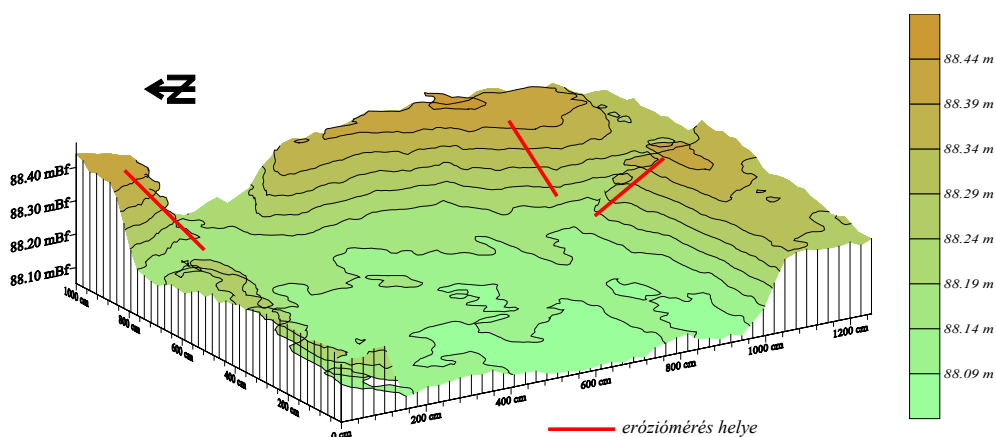 N
88.44 m
88.39 m
88.34 m
88.29 m
88.24 m
88.19 m
88.14 m
88.09 m
88.40 mBf
88.30 mBf
88.20 mBf
88.10 mBf
1000 cm
800 cm
600 cm
400 cm
200 cm
0 cm
200 cm
400 cm
600 cm
800 cm
1000 cm
1200 cm
eróziómérés helye